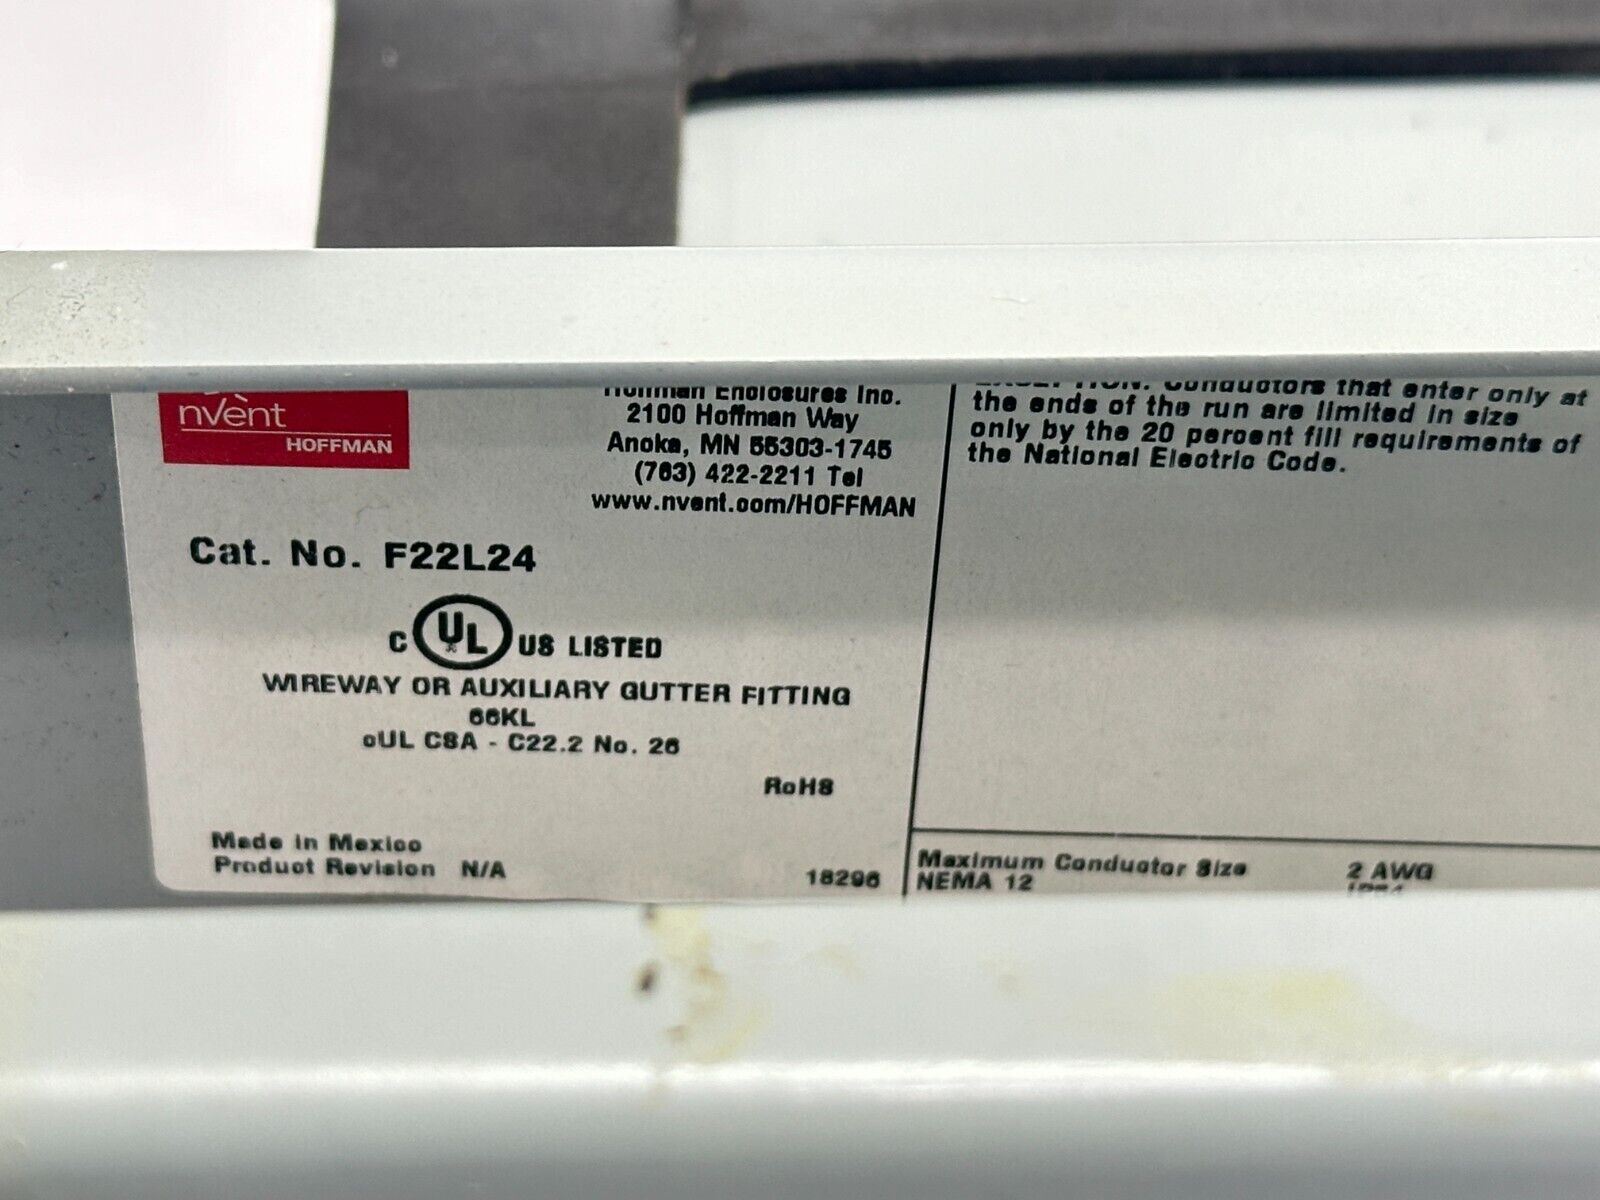 nVent
HOFFMAN
Hoffman Enclosures Inc.
2100 Hoffman Way
Anoka, MN 55303-1745
(763) 422-2211 Tel
www.nvent.com/HOFFMAN
Cat. No. F22L24
C UL US LISTED
WIREWAY OR AUXILIARY GUTTER FITTING
66KL
cUL CSA - C22.2 No. 26
RoHS
Made in Mexico
Product Revision N/A
18296
EXCEPTION: Conductors that enter only at
the ends of the run are limited in size
only by the 20 percent fill requirements of
the National Electric Code.
Maximum Conductor Size 2 AWG
NEMA 12